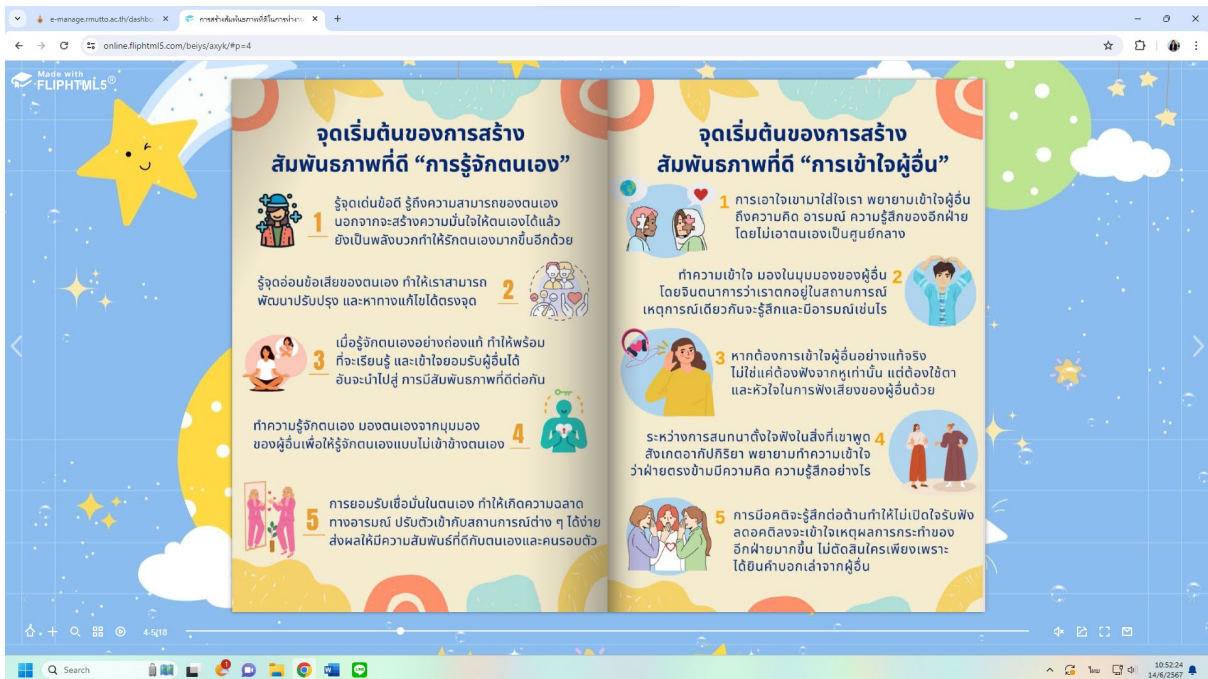 e-manage.rmutto.ac.th/dashbo
การสร้างสัมพันธภาพที่ดีในการทำงาน
online.fliphtml5.com/beiys/axyk/#p=4
Made with
FLIPHTML5®
จุดเริ่มต้นของการสร้าง
สัมพันธภาพที่ดี “การรู้จักตนเอง”
1
รู้จุดเด่นข้อดี รู้ถึงความสามารถของตนเอง
นอกจากจะสร้างความมั่นใจให้ตนเองได้แล้ว
ยังเป็นพลังบวกทำให้รักตนเองมากขึ้นอีกด้วย
รู้จุดอ่อนข้อเสียของตนเอง ทำให้เราสามารถ
พัฒนาปรับปรุง และหาทางแก้ไขได้ตรงจุด
2
3
เมื่อรู้จักตนเองอย่างถ่องแท้ ทำให้พร้อม
ที่จะเรียนรู้ และเข้าใจยอมรับผู้อื่นได้
อันจะนำไปสู่ การมีสัมพันธภาพที่ดีต่อกัน
ทำความรู้จักตนเอง มองตนเองจากมุมมอง
ของผู้อื่นเพื่อให้รู้จักตนเองแบบไม่เข้าข้างตนเอง
4
5
การยอมรับเชื่อมั่นในตนเอง ทำให้เกิดความฉลาด
ทางอารมณ์ ปรับตัวเข้ากับสถานการณ์ต่าง ๆ ได้ง่าย
ส่งผลให้มีความสัมพันธ์ที่ดีกับตนเองและคนรอบตัว
จุดเริ่มต้นของการสร้าง
สัมพันธภาพที่ดี “การเข้าใจผู้อื่น”
1
การเอาใจเขามาใส่ใจเรา พยายามเข้าใจผู้อื่น
ถึงความคิด อารมณ์ ความรู้สึกของอีกฝ่าย
โดยไม่เอาตนเองเป็นศูนย์กลาง
ทำความเข้าใจ มองในมุมมองของผู้อื่น
โดยจินตนาการว่าเราตกอยู่ในสถานการณ์
เหตุการณ์เดียวกันจะรู้สึกและมีอารมณ์เช่นไร
2
3
หากต้องการเข้าใจผู้อื่นอย่างแท้จริง
ไม่ใช่แค่ต้องฟังจากหูเท่านั้น แต่ต้องใช้ตา
และหัวใจในการฟังเสียงของผู้อื่นด้วย
ระหว่างการสนทนาตั้งใจฟังในสิ่งที่เขาพูด
สังเกตอากัปกิริยา พยายามทำความเข้าใจ
ว่าฝ่ายตรงข้ามมีความคิด ความรู้สึกอย่างไร
4
5
การมีอคติจะรู้สึกต่อต้านทำให้ไม่เปิดใจรับฟัง
ลดอคติลงจะเข้าใจเหตุผลการกระทำของ
อีกฝ่ายมากขึ้น ไม่ตัดสินใครเพียงเพราะ
ได้ยินคำบอกเล่าจากผู้อื่น
4-5/18
Search
ไทย
10:52:24
14/6/2567